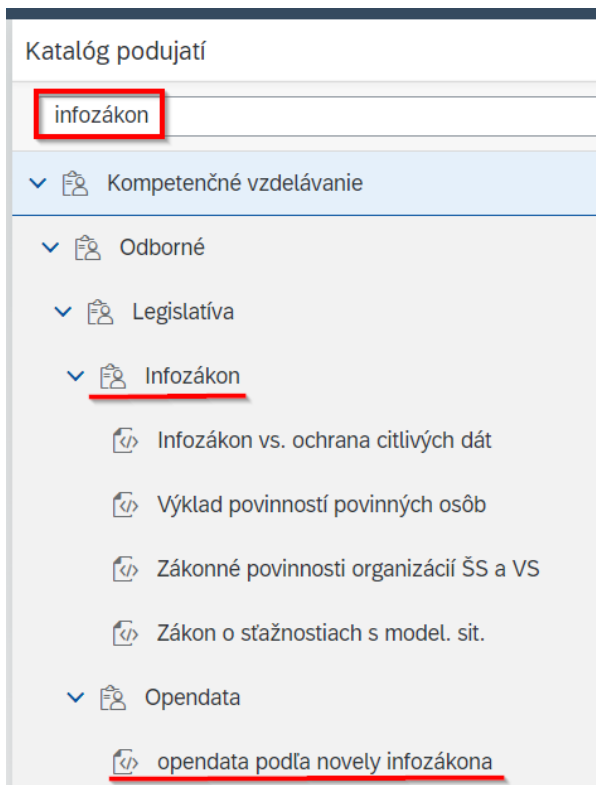 Katalóg podujatí
infozákon
Kompetenčné vzdelávanie
Odborné
Legislatíva
Infozákon
Infozákon vs. ochrana citlivých dát
Výklad povinností povinných osôb
Zákonné povinnosti organizácií ŠS a VS
Zákon o sťažnostiach s model. sit.
Opendata
opendata podľa novely infozákona